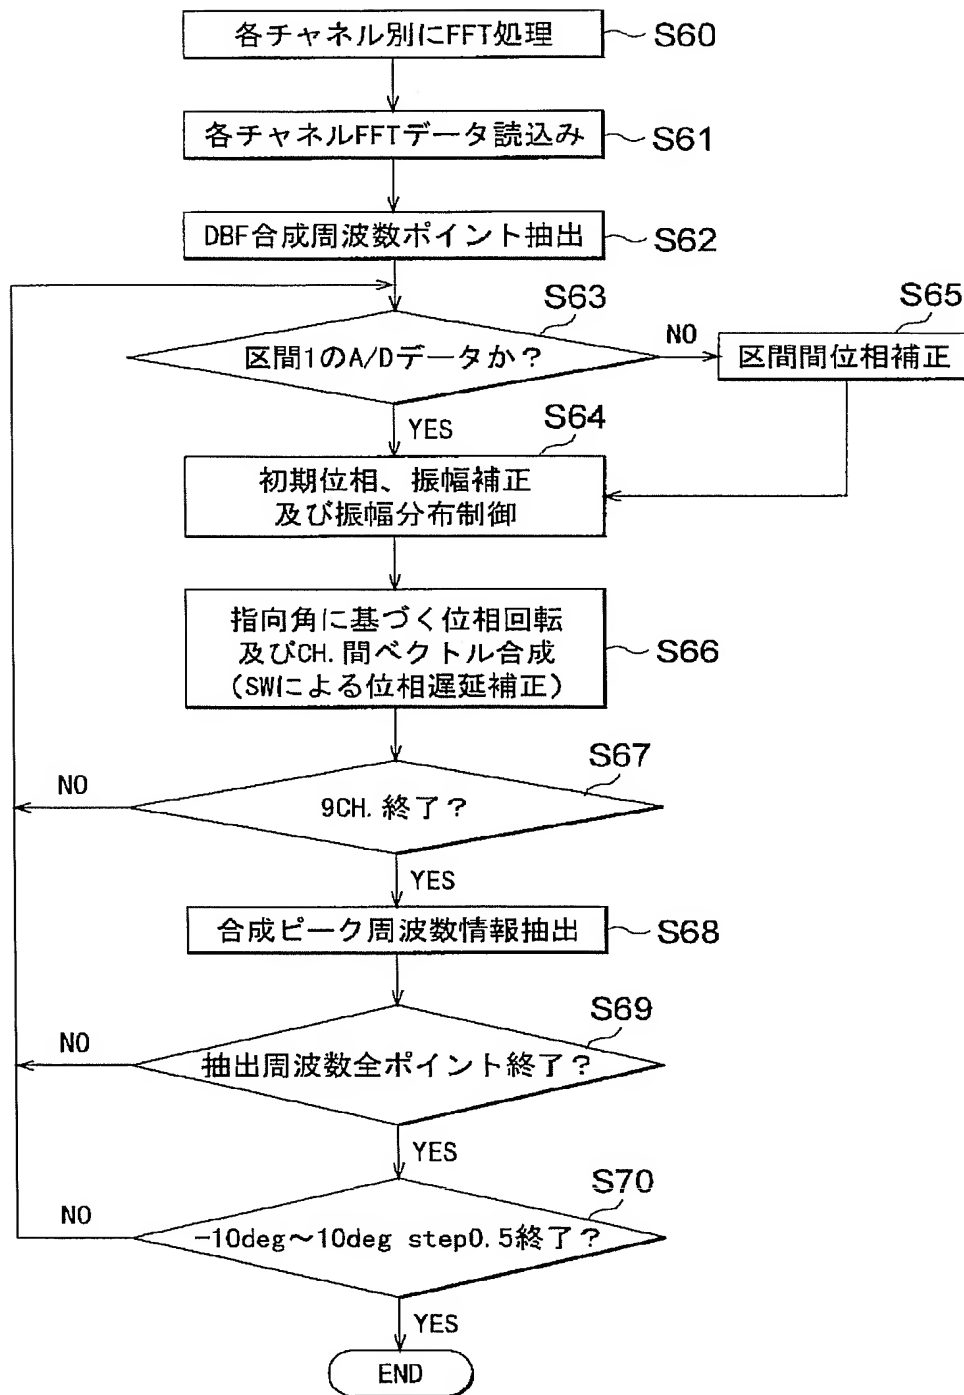 各チャネル別にFFT処理
S60
各チャネルFFTデータ読込み
S61
DBF合成周波数ポイント抽出
S62
S63
区間1のA/Dデータか?
NO
S65
区間間位相補正
YES
S64
初期位相、振幅補正
及び振幅分布制御
指向角に基づく位相回転
及びCH.間ベクトル合成
(SWによる位相遅延補正)
S66
S67
NO
9CH.終了?
YES
合成ピーク周波数情報抽出
S68
S69
NO
抽出周波数全ポイント終了?
YES
S70
NO
-10deg～10deg step0.5終了?
YES
END